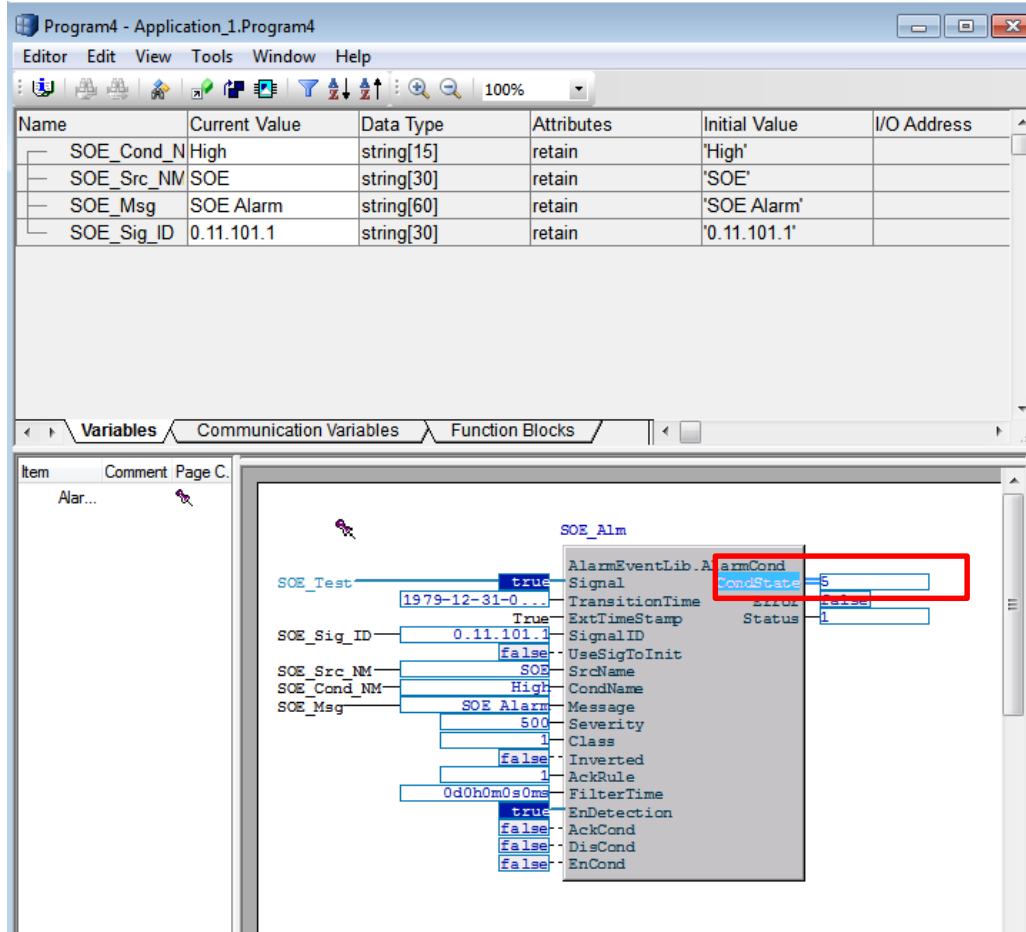 Program4 - Application_1.Program4
Editor Edit View Tools Window Help
100%
Name Current Value Data Type Attributes Initial Value I/O Address
SOE_Cond_N High string[15] retain 'High'
SOE_Src_NM SOE string[30] retain 'SOE'
SOE_Msg SOE Alarm string[60] retain 'SOE Alarm'
SOE_Sig_ID 0.11.101.1 string[30] retain '0.11.101.1'
Variables Communication Variables Function Blocks
Item Comment Page C.
Alar...
SOE_Alm
AlarmEventLib.AlarmCond
SOE_Test true Signal CondState 5
1979-12-31-0... TransitionTime Error false
True ExtTimeStamp Status 1
SOE_Sig_ID 0.11.101.1 SignalID
false UseSigToInit
SOE_Src_NM SOE SrcName
SOE_Cond_NM High CondName
SOE_Msg SOE Alarm Message
500 Severity
1 Class
false Inverted
1 AckRule
0d0h0m0s0ms FilterTime
true EnDetection
false AckCond
false DisCond
false EnCond